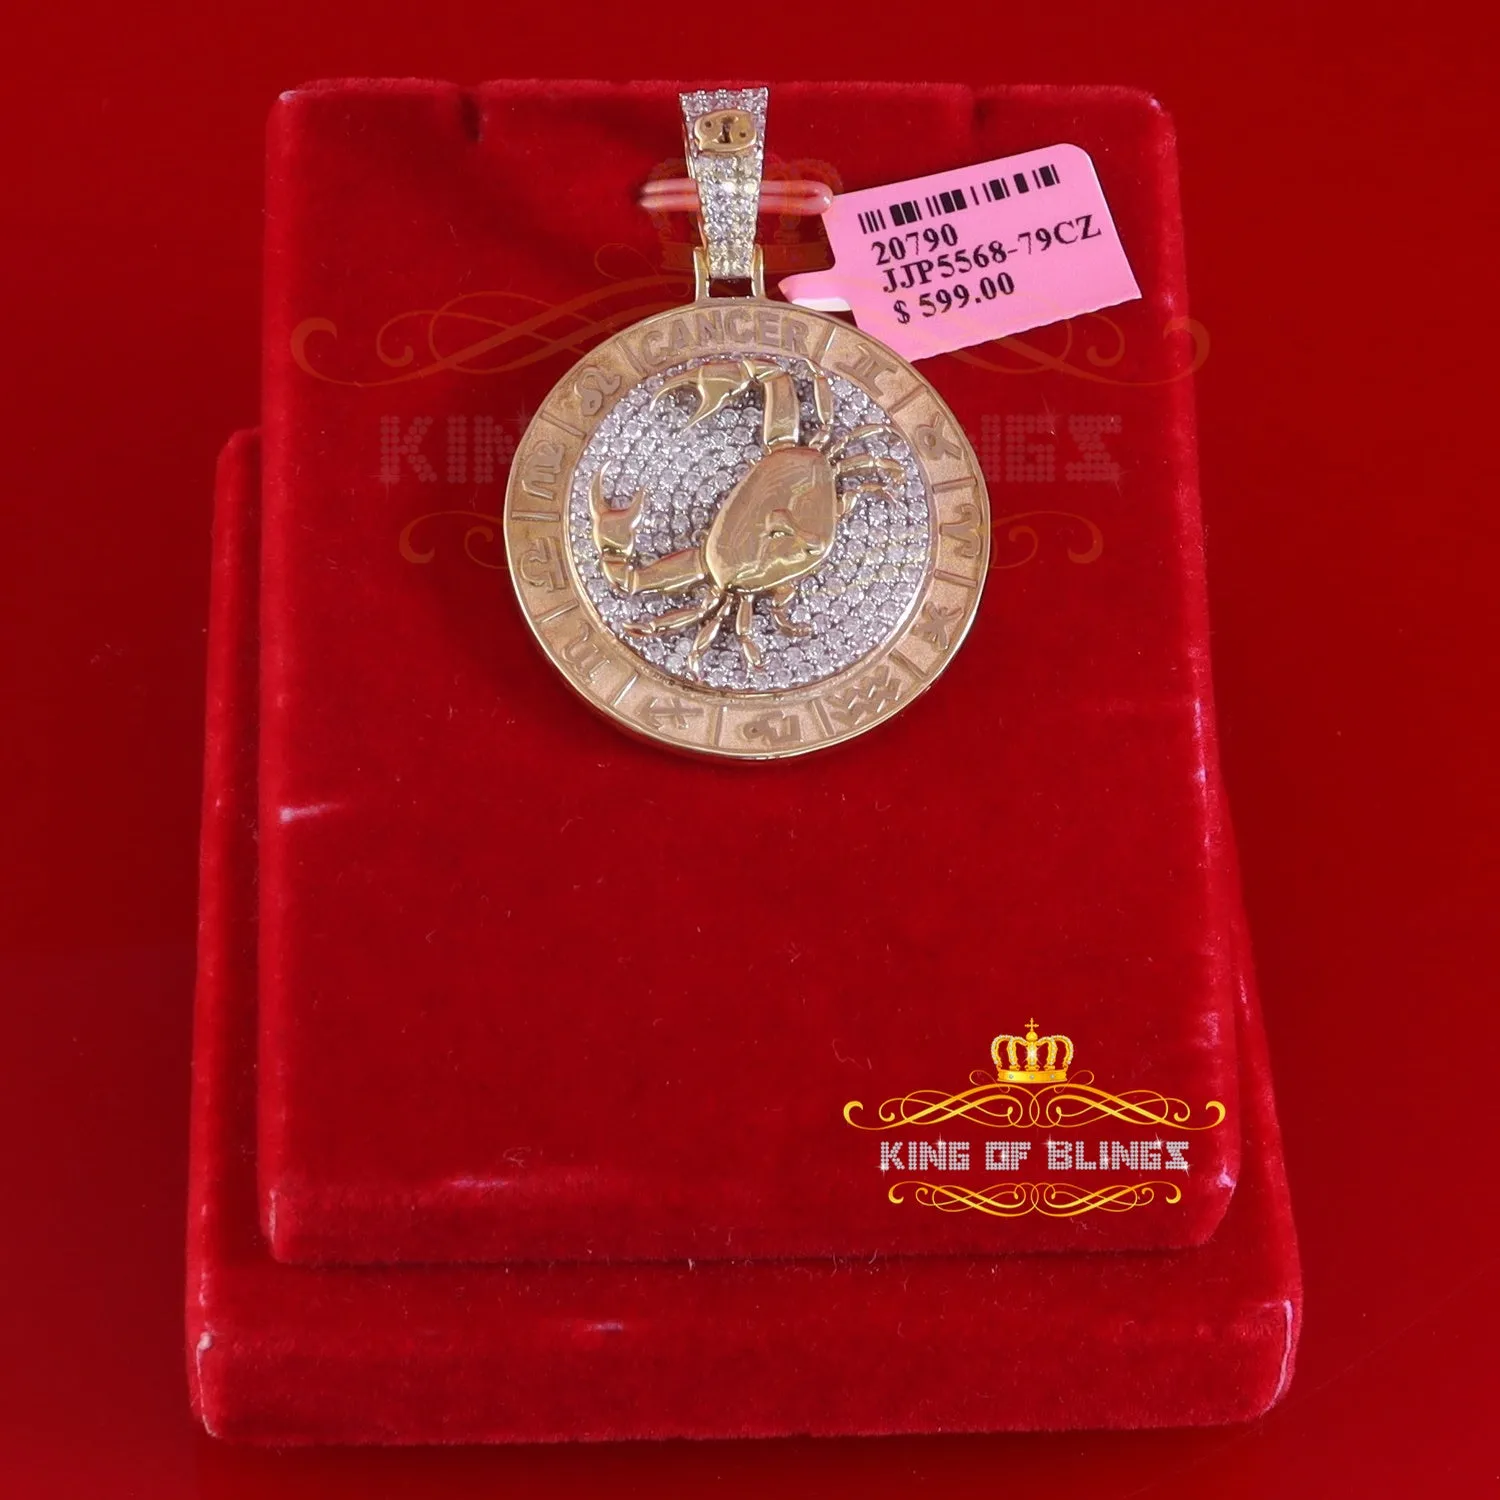 20790
JJP5568-79CZ
$ 599.00
CANCER
KING OF BLINGS
KING OF BLINGS